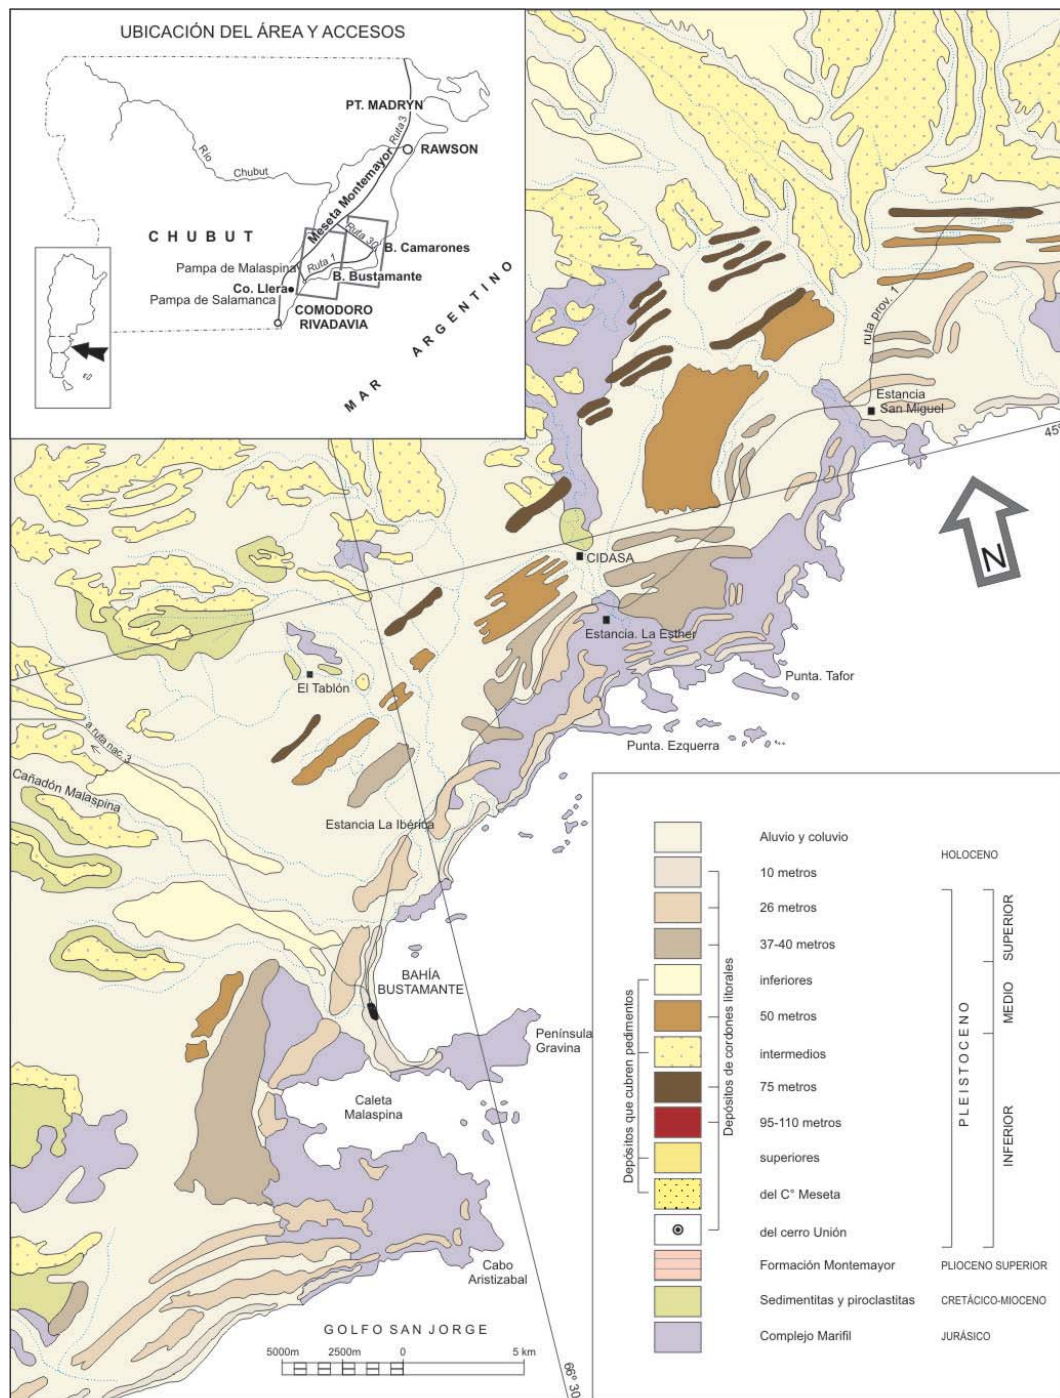 UBICACIÓN DEL ÁREA Y ACCESOS
PT. MADRYN
Ruta 3
RAWSON
Río
Chubut
Meseta Montemayor
CHUBUT
Ruta 30
B. Camarones
Pampa de Malaspina
Ruta 1
B. Bustamante
Co. Llera
Pampa de Salamanca
COMODORO
RIVADAVIA
MAR ARGENTINO
ruta prov. 1
Estancia
San Miguel
45º
N
CIDASA
Estancia. La Esther
El Tablón
Punta. Tafor
Punta. Ezquerra
a ruta nac. 3
Cañadón Malaspina
Estancia La Ibérica
BAHÍA
BUSTAMANTE
Península
Gravina
Caleta
Malaspina
Cabo
Aristizabal
GOLFO SAN JORGE
5000m 2500m 0 5 km
66º 30
Aluvio y coluvio
HOLOCENO
10 metros
26 metros
37-40 metros
inferiores
50 metros
intermedios
75 metros
95-110 metros
superiores
del C° Meseta
del cerro Unión
Depósitos que cubren pedimentos
Depósitos de cordones litorales
PLEISTOCENO
SUPERIOR
MEDIO
INFERIOR
Formación Montemayor
PLIOCENO SUPERIOR
Sedimentitas y piroclastitas
CRETÁCICO-MIOCENO
Complejo Marifil
JURÁSICO